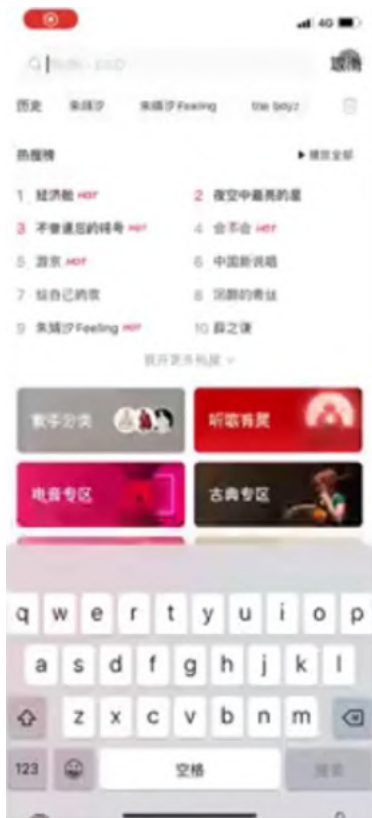 4G
取消
历史 朱婧汐 朱婧汐Feeling the boyz
热搜榜 播放全部
1 经济舱 HOT 2 夜空中最亮的星
3 不曾遗忘的符号 HOT 4 会不会 HOT
5 游京 HOT 6 中国新说唱
7 给自己的歌 8 沉默的
9 朱婧汐Feeling HOT 10 薛之谦
展开更多热搜
歌手分类 听歌有奖
电音专区 古典专区
q w e r t y u i o p
a s d f g h j k l
z x c v b n m
123 空格 搜索